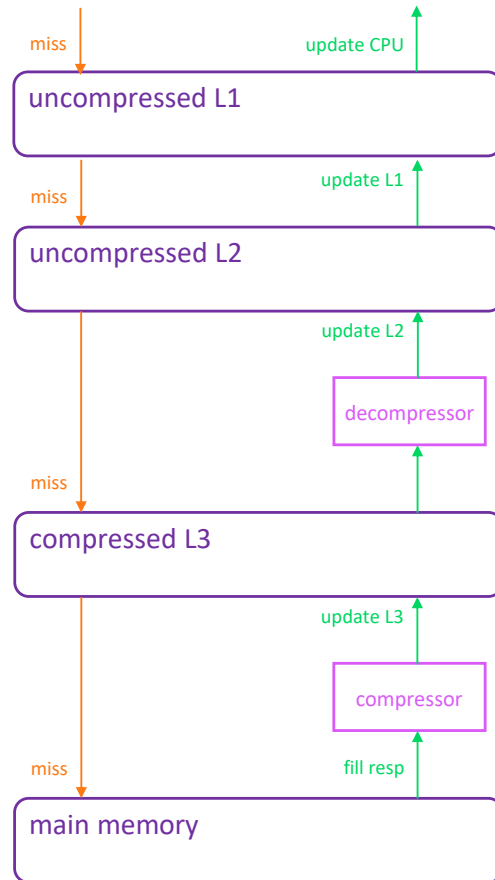 miss
update CPU
uncompressed L1
update L1
miss
uncompressed L2
update L2
decompressor
miss
compressed L3
update L3
compressor
miss
fill resp
main memory